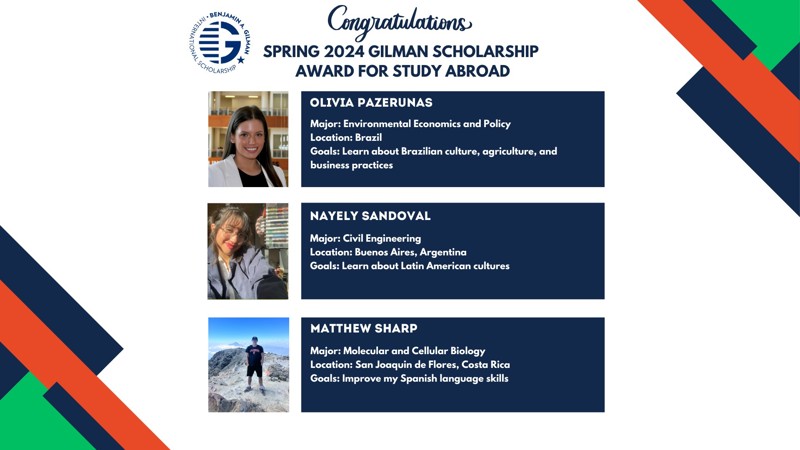 BENJAMIN A. GILMAN
INTERNATIONAL SCHOLARSHIP
G
Congratulations
SPRING 2024 GILMAN SCHOLARSHIP
AWARD FOR STUDY ABROAD
OLIVIA PAZERUNAS
Major: Environmental Economics and Policy
Location: Brazil
Goals: Learn about Brazilian culture, agriculture, and
business practices
NAYELY SANDOVAL
Major: Civil Engineering
Location: Buenos Aires, Argentina
Goals: Learn about Latin American cultures
MATTHEW SHARP
Major: Molecular and Cellular Biology
Location: San Joaquin de Flores, Costa Rica
Goals: Improve my Spanish language skills